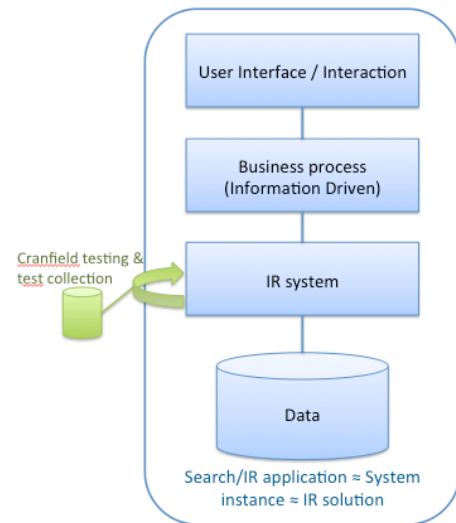 User Interface / Interaction
Business process
(Information Driven)
Cranfield testing &
test collection
IR system
Data
Search/IR application ≈ System
instance ≈ IR solution